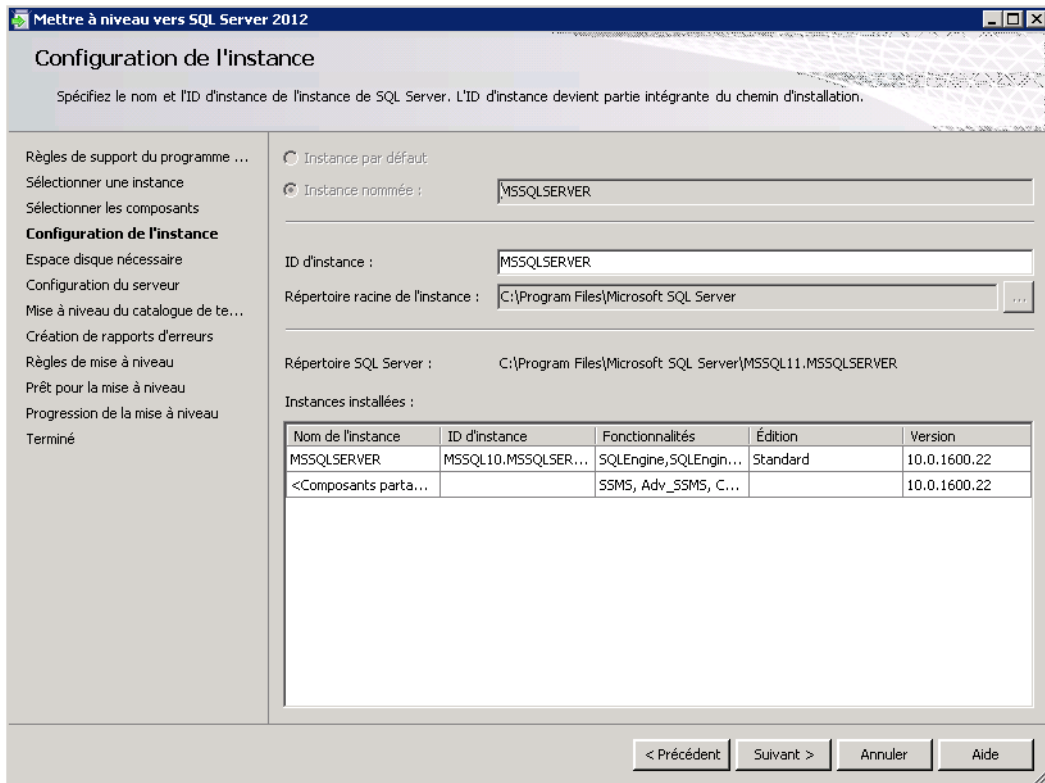 Mettre à niveau vers SQL Server 2012
Configuration de l'instance
Spécifiez le nom et l'ID d'instance de l'instance de SQL Server. L'ID d'instance devient partie intégrante du chemin d'installation.
Règles de support du programme ...
Sélectionner une instance
Sélectionner les composants
Configuration de l'instance
Espace disque nécessaire
Configuration du serveur
Mise à niveau du catalogue de te...
Création de rapports d'erreurs
Règles de mise à niveau
Prêt pour la mise à niveau
Progression de la mise à niveau
Terminé
Instance par défaut
Instance nommée : MSSQLSERVER
ID d'instance : MSSQLSERVER
Répertoire racine de l'instance : C:\Program Files\Microsoft SQL Server ...
Répertoire SQL Server : C:\Program Files\Microsoft SQL Server\MSSQL11.MSSQLSERVER
Instances installées :
Nom de l'instance ID d'instance Fonctionnalités Édition Version
MSSQLSERVER MSSQL10.MSSQLSER... SQLEngine,SQLEngin... Standard 10.0.1600.22
<Composants parta... SSMS, Adv_SSMS, C... 10.0.1600.22
< Précédent Suivant > Annuler Aide